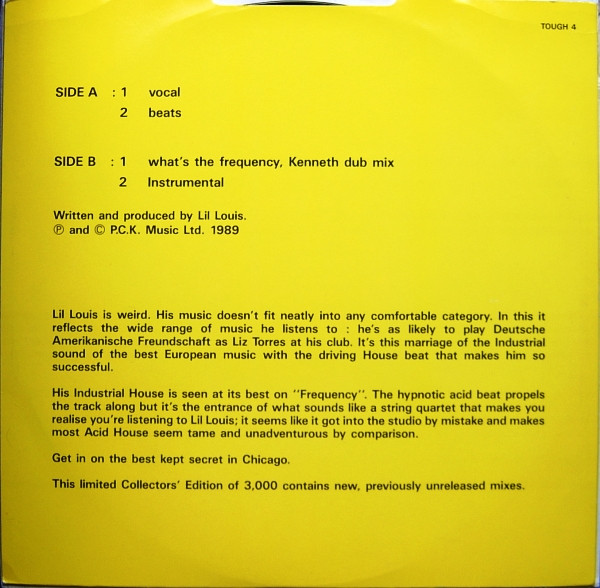 TOUGH 4
SIDE A : 1 vocal
2 beats
SIDE B : 1 what's the frequency, Kenneth dub mix
2 Instrumental
Written and produced by Lil Louis.
℗ and © P.C.K. Music Ltd. 1989
Lil Louis is weird. His music doesn't fit neatly into any comfortable category. In this it
reflects the wide range of music he listens to : he's as likely to play Deutsche
Amerikanische Freundschaft as Liz Torres at his club. It's this marriage of the Industrial
sound of the best European music with the driving House beat that makes him so
successful.
His Industrial House is seen at its best on "Frequency". The hypnotic acid beat propels
the track along but it's the entrance of what sounds like a string quartet that makes you
realise you're listening to Lil Louis; it seems like it got into the studio by mistake and makes
most Acid House seem tame and unadventurous by comparison.
Get in on the best kept secret in Chicago.
This limited Collectors' Edition of 3,000 contains new, previously unreleased mixes.